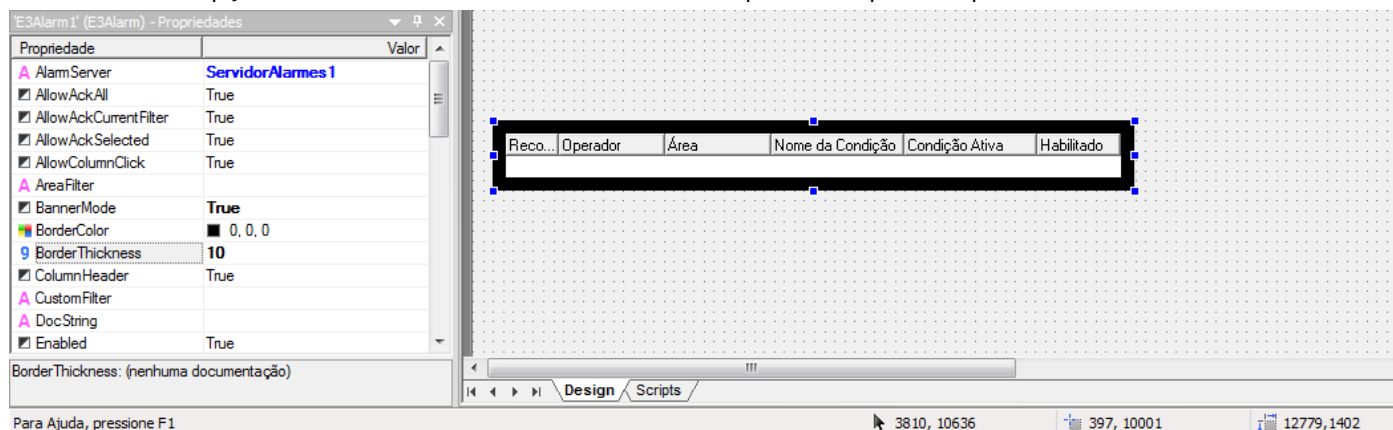 'E3Alarm1' (E3Alarm) - Propriedades
Propriedade Valor
AlarmServer ServidorAlarmes1
AllowAckAll True
AllowAckCurrentFilter True
AllowAckSelected True
AllowColumnClick True
AreaFilter
BannerMode True
BorderColor 0, 0, 0
BorderThickness 10
ColumnHeader True
CustomFilter
DocString
Enabled True
BorderThickness: (nenhuma documentação)
Reco... Operador Área Nome da Condição Condição Ativa Habilitado
Design Scripts
Para Ajuda, pressione F1 3810, 10636 397, 10001 12779,1402